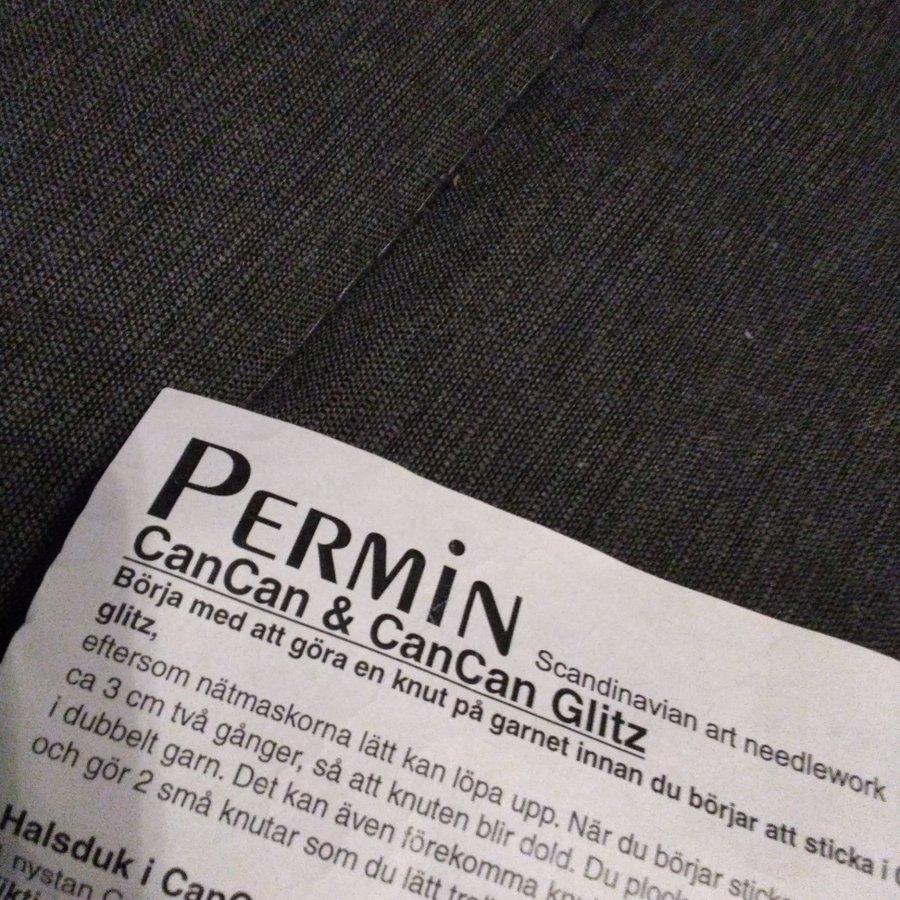 PERMIN Scandinavian art needlework
CanCan & CanCan Glitz
Börja med att göra en knut på garnet innan du börjar att sticka i
glitz,
eftersom nätmaskorna lätt kan löpa upp. När du börjar
ca 3 cm två gånger, så att knuten blir dold. Du
i dubbelt garn. Det kan även förekomma
och gör 2 små knutar som du lätt
Halsduk i
nystan